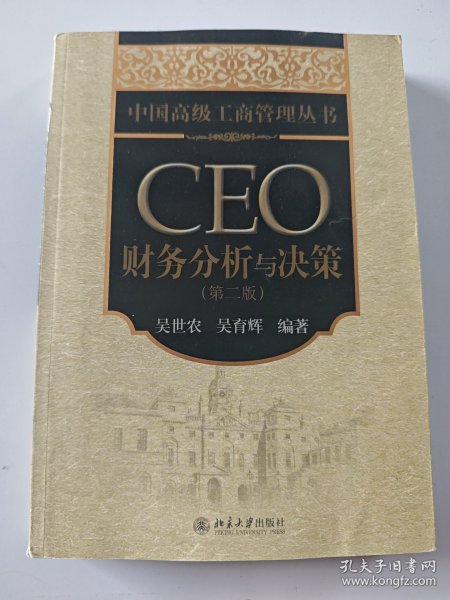 中国高级工商管理丛书
CEO
财务分析与决策
(第二版)
吴世农 吴育辉 编著
北京大学出版社
PEKING UNIVERSITY PRESS
孔夫子旧书网
www.kongfz.com